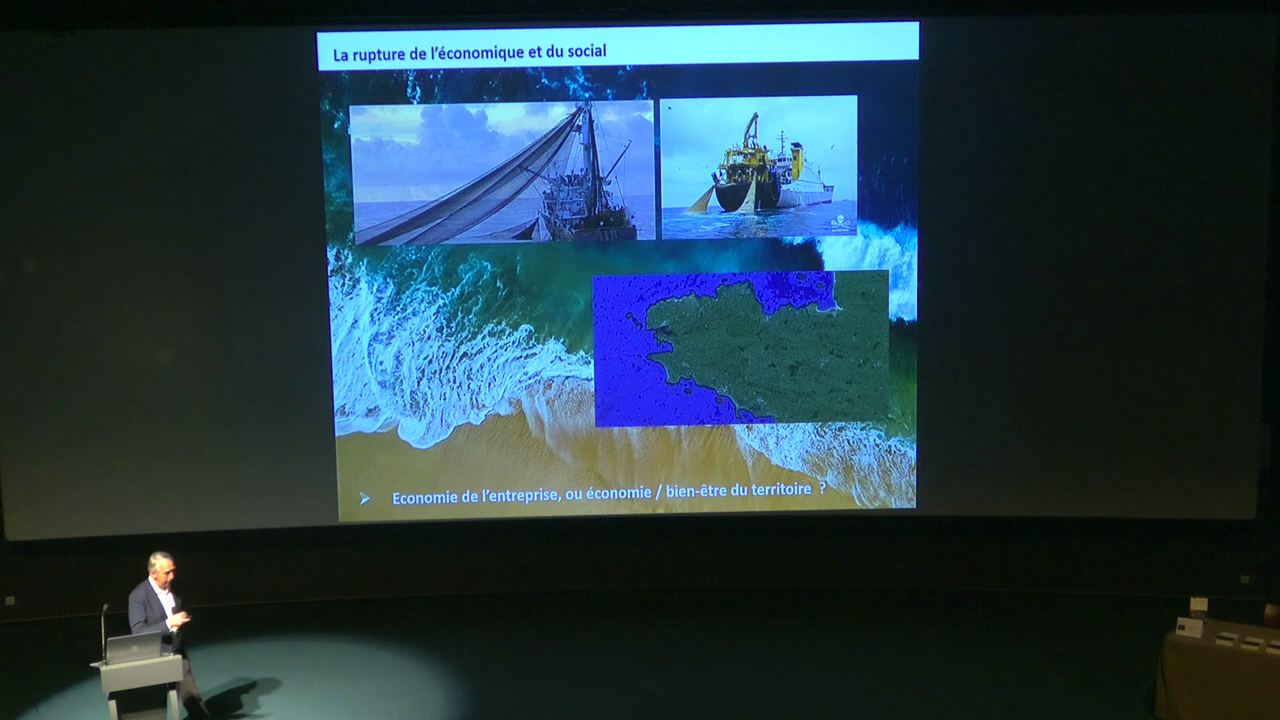 La rupture de l'économique et du social
➢ Economie de l'entreprise, ou économie / bien-être du territoire ?